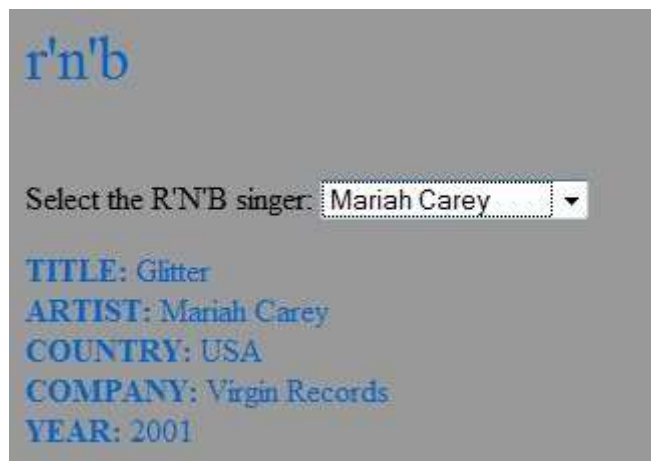 r'n'b
Select the R'N'B singer: Mariah Carey
TITLE: Glitter
ARTIST: Mariah Carey
COUNTRY: USA
COMPANY: Virgin Records
YEAR: 2001